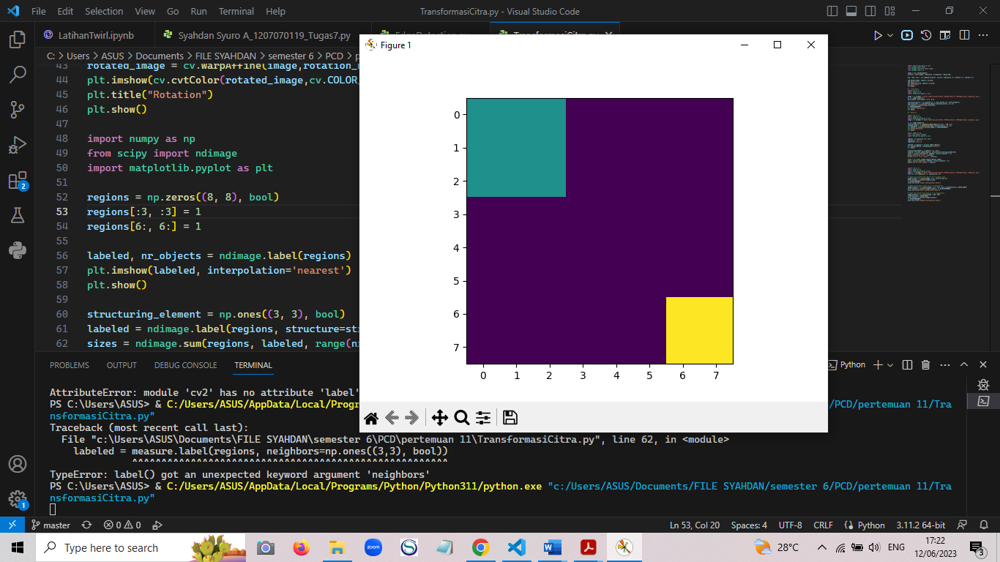 File Edit Selection View Go Run Terminal Help
TransformasiCitra.py - Visual Studio Code
LatihanTwirl.ipynb
Syahdan Syuro A_1207070119_Tugas7.py
C: > Users > ASUS > Documents > FILE SYAHDAN > semester 6 > PCD > p
43 rotated_image = cv.warpAffine(image,rotation_
44 plt.imshow(cv.cvtColor(rotated_image,cv.COLOR_
45 plt.title("Rotation")
46 plt.show()
47
48 import numpy as np
49 from scipy import ndimage
50 import matplotlib.pyplot as plt
51
52 regions = np.zeros((8, 8), bool)
53 regions[:3, :3] = 1
54 regions[6:, 6:] = 1
55
56 labeled, nr_objects = ndimage.label(regions)
57 plt.imshow(labeled, interpolation='nearest')
58 plt.show()
59
60 structuring_element = np.ones((3, 3), bool)
61 labeled = ndimage.label(regions, structure=st
62 sizes = ndimage.sum(regions, labeled, range(n
Figure 1
0
1
2
3
4
5
6
7
0 1 2 3 4 5 6 7
PROBLEMS OUTPUT DEBUG CONSOLE TERMINAL
Python
AttributeError: module 'cv2' has no attribute 'label'
PS C:\Users\ASUS> & C:/Users/ASUS/AppData/Local/Progr /PCD/pertemuan 11/Tra
nsformasiCitra.py"
Traceback (most recent call last):
File "c:\Users\ASUS\Documents\FILE SYAHDAN\semester 6\PCD\pertemuan 11\TransformasiCitra.py", line 62, in <module>
labeled = measure.label(regions, neighbors=np.ones((3,3), bool))
^^^^^^^^^^^^^^^^^^^^^^^^^^^^^^^^^^^^^^^^^^^^^^^^^^^^^^
TypeError: label() got an unexpected keyword argument 'neighbors'
PS C:\Users\ASUS> & C:/Users/ASUS/AppData/Local/Programs/Python/Python311/python.exe "c:/Users/ASUS/Documents/FILE SYAHDAN/semester 6/PCD/pertemuan 11/Tra
nsformasiCitra.py"
2
1
master
0 0
Ln 53, Col 20 Spaces: 4 UTF-8 CRLF Python 3.11.2 64-bit
Type here to search
zoom
28°C
ENG
17:22
12/06/2023
3